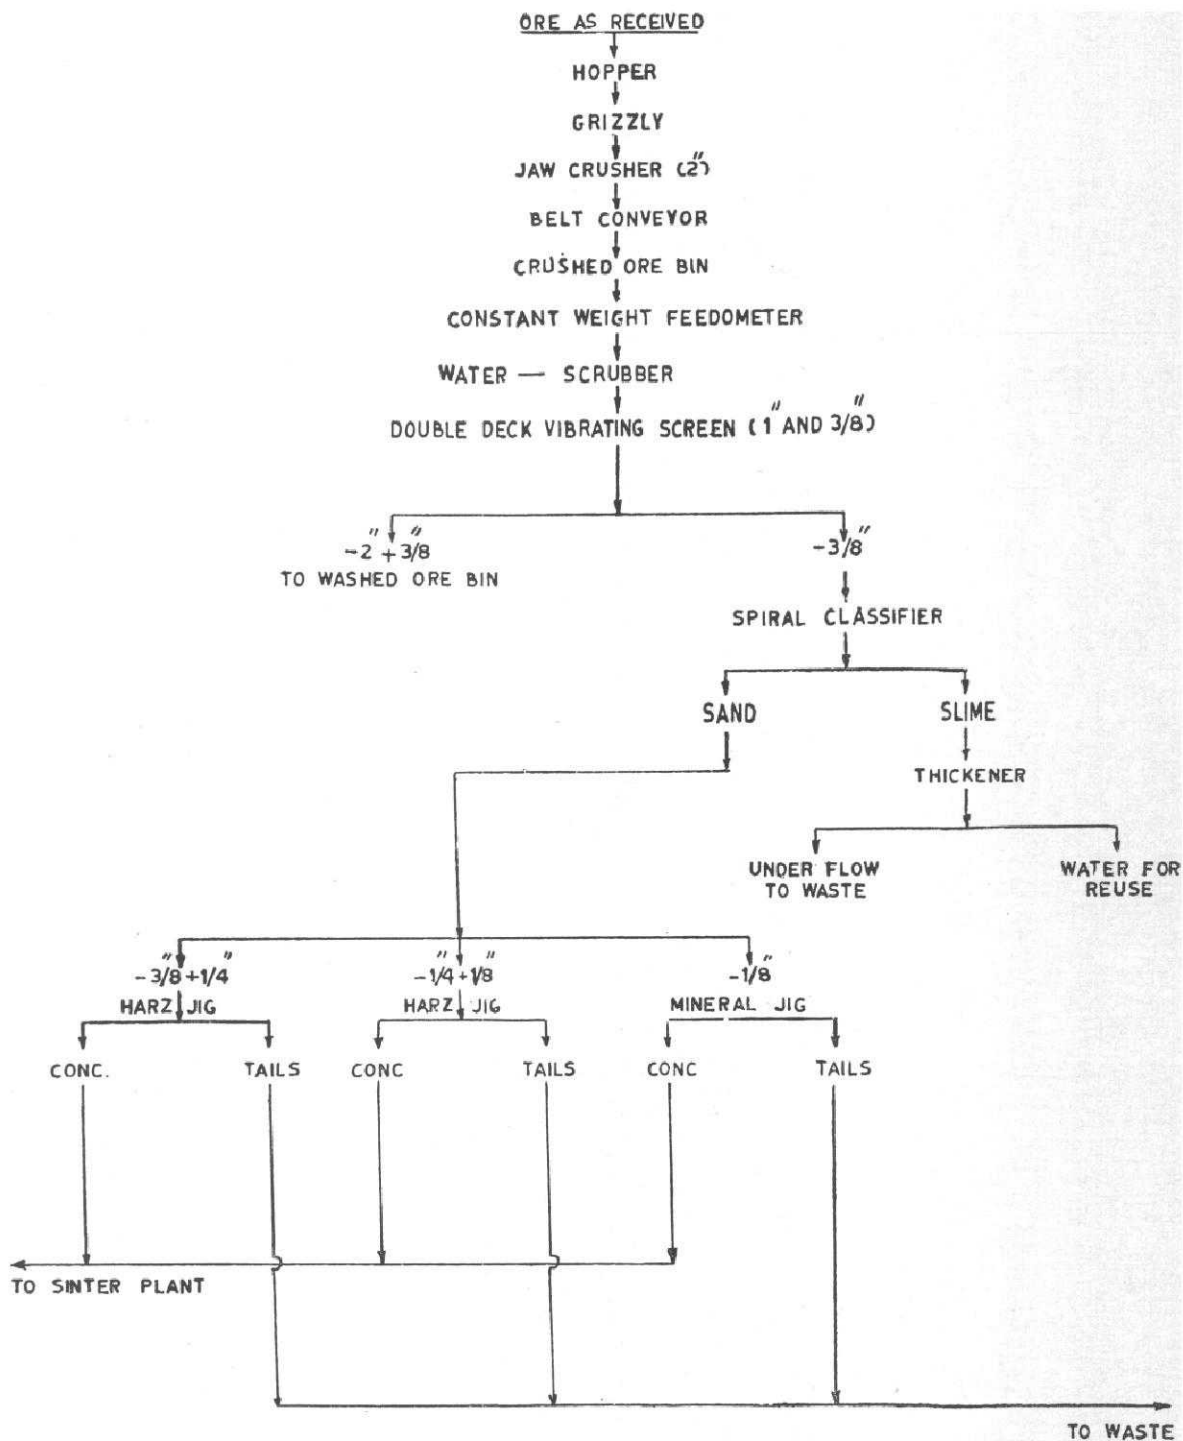 ORE AS RECEIVED
HOPPER
GRIZZLY
JAW CRUSHER (2")
BELT CONVEYOR
CRUSHED ORE BIN
CONSTANT WEIGHT FEEDOMETER
WATER — SCRUBBER
DOUBLE DECK VIBRATING SCREEN (1" AND 3/8")
-2" + 3/8"
TO WASHED ORE BIN
-3/8"
SPIRAL CLASSIFIER
SAND
SLIME
THICKENER
UNDER FLOW
TO WASTE
WATER FOR
REUSE
-3/8"+1/4"
HARZ JIG
-1/4"+1/8"
HARZ JIG
-1/8"
MINERAL JIG
CONC.
TAILS
CONC
TAILS
CONC
TAILS
TO SINTER PLANT
TO WASTE